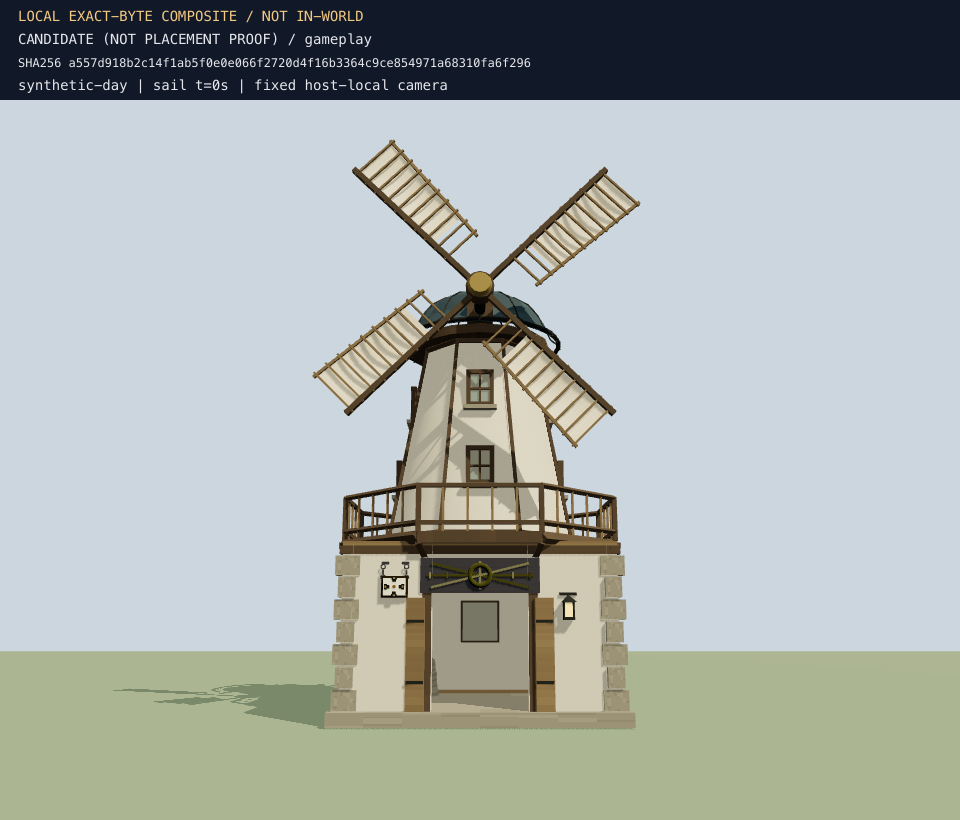 LOCAL EXACT-BYTE COMPOSITE / NOT IN-WORLD
CANDIDATE (NOT PLACEMENT PROOF) / gameplay
SHA256 a557d918b2c14f1ab5f0e0e066f2720d4f16b3364c9ce854971a68310fa6f296
synthetic-day | sail t=0s | fixed host-local camera